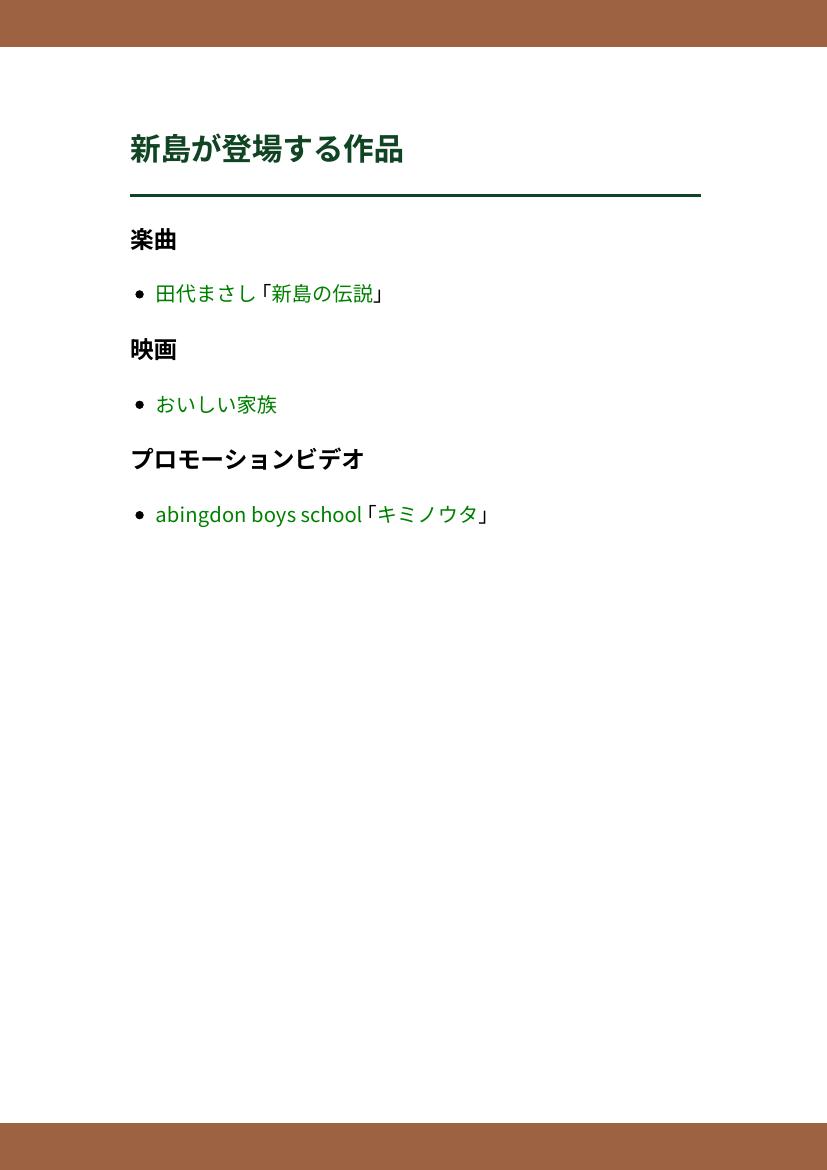 新島が登場する作品
楽曲
• 田代まさし「新島の伝説」
映画
• おいしい家族
プロモーションビデオ
• abingdon boys school「キミノウタ」